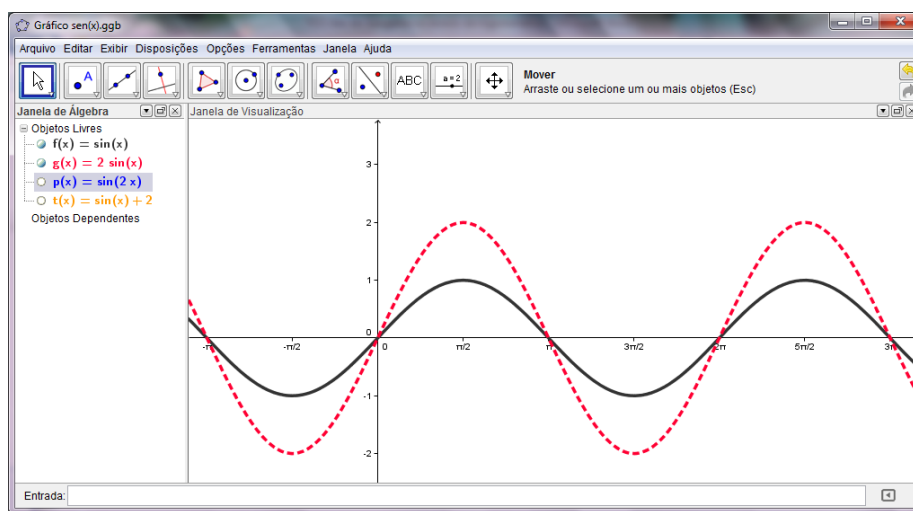 Gráfico sen(x).ggb
Arquivo Editar Exibir Disposições Opções Ferramentas Janela Ajuda
A
α
ABC
a=2
Mover
Arraste ou selecione um ou mais objetos (Esc)
Janela de Álgebra
Janela de Visualização
Objetos Livres
f(x) = sin(x)
g(x) = 2 sin(x)
p(x) = sin(2 x)
t(x) = sin(x) + 2
Objetos Dependentes
3
2
1
0
-π -π/2 0 π/2 π 3π/2 2π 5π/2 3π
-1
-2
Entrada: